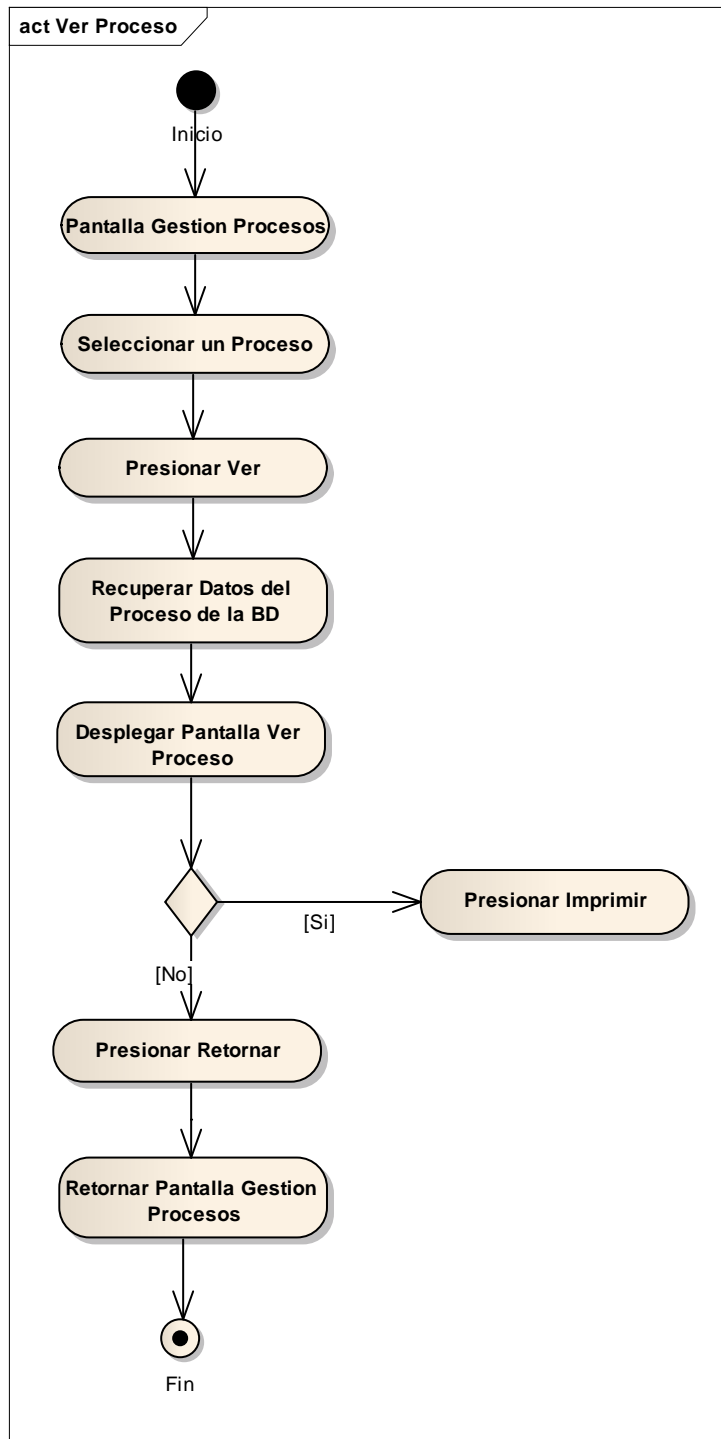 act Ver Proceso
Inicio
Pantalla Gestion Procesos
Seleccionar un Proceso
Presionar Ver
Recuperar Datos del
Proceso de la BD
Desplegar Pantalla Ver
Proceso
[Si]
Presionar Imprimir
[No]
Presionar Retornar
Retornar Pantalla Gestion
Procesos
Fin